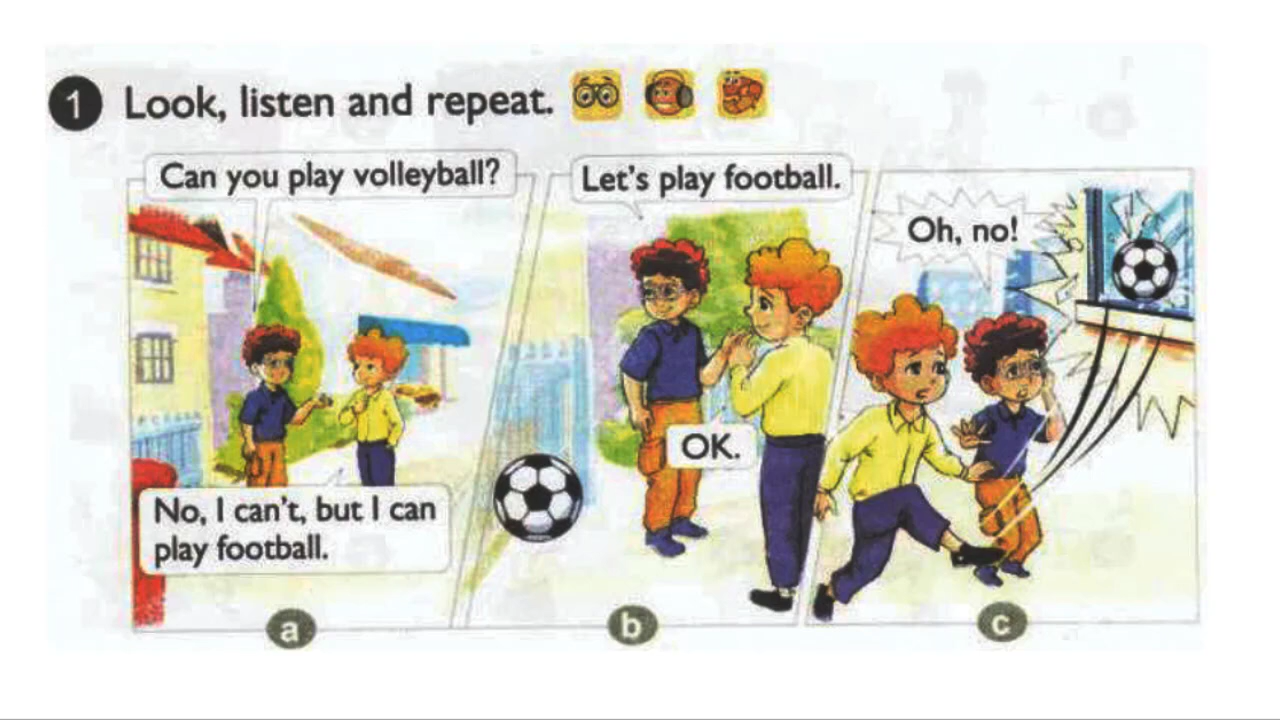 1 Look, listen and repeat.
Can you play volleyball?
No, I can't, but I can
play football.
a
Let's play football.
OK.
b
Oh, no!
c